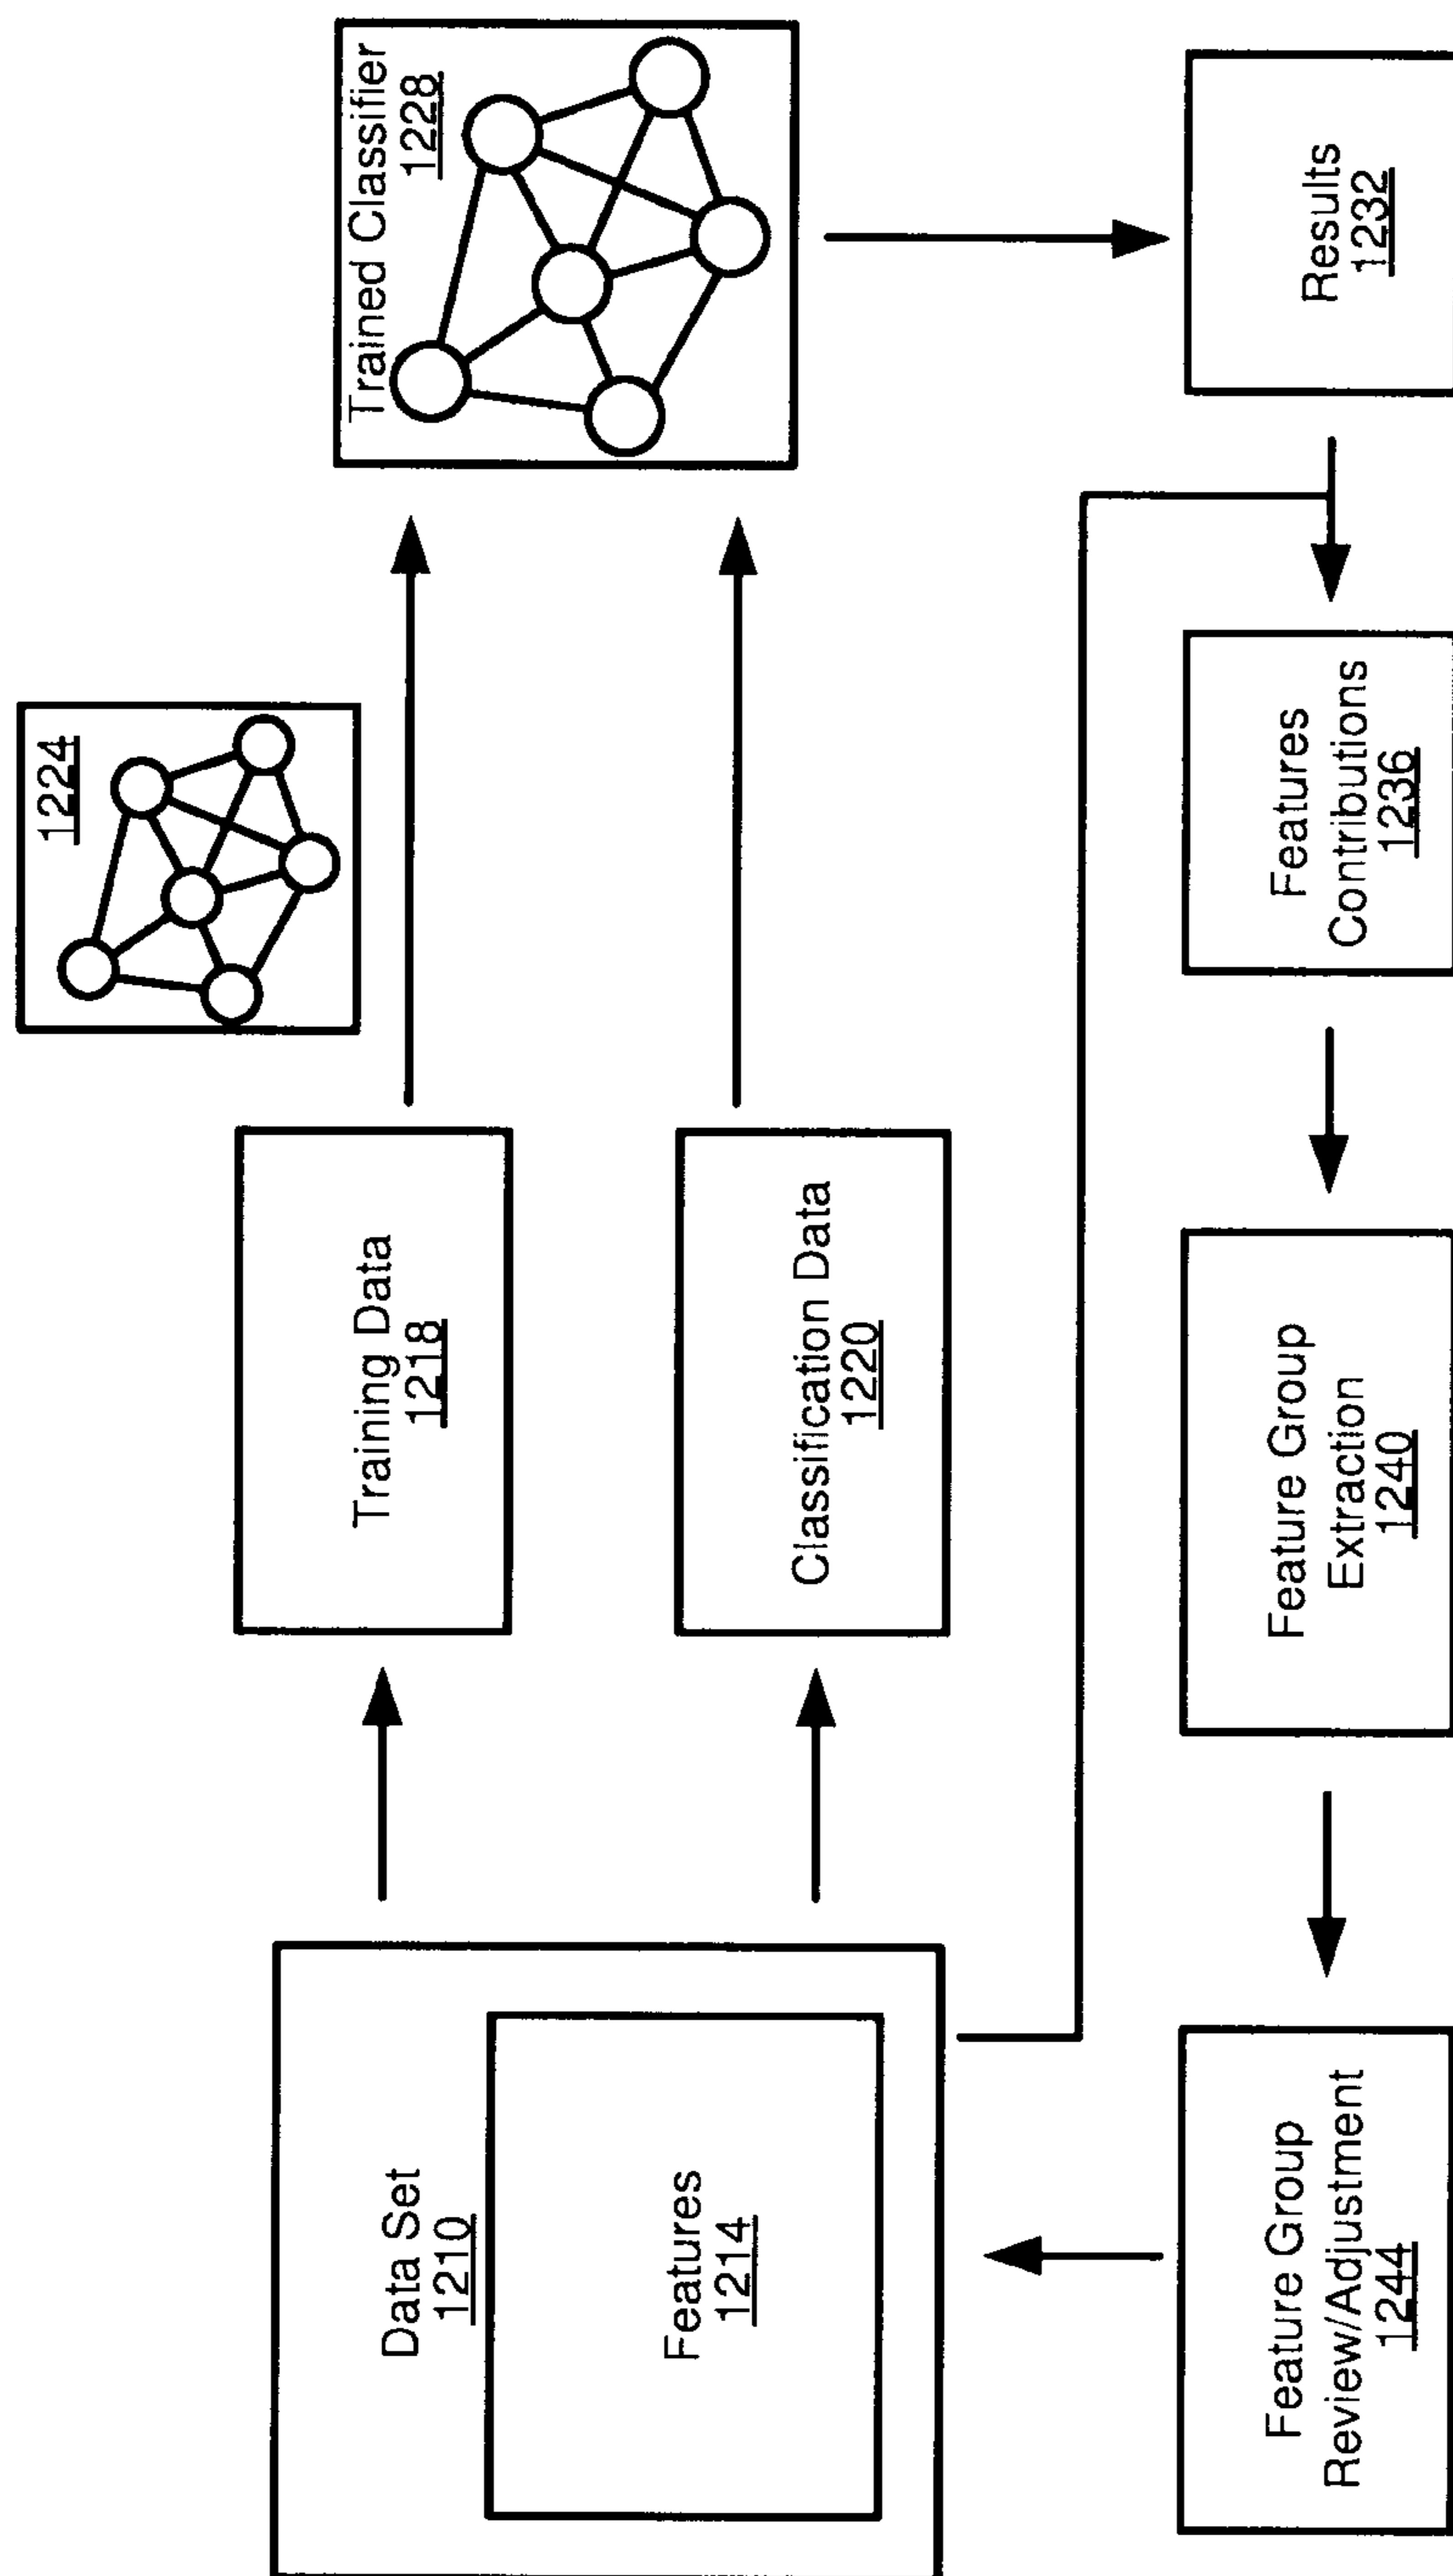 Data Set
1210
Features
1214
Training Data
1218
Classification Data
1220
1224
Trained Classifier
1228
Results
1232
Features
Contributions
1236
Feature Group
Extraction
1240
Feature Group
Review/Adjustment
1244